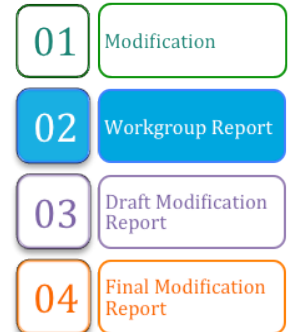 01
Modification
02
Workgroup Report
03
Draft Modification
Report
04
Final Modification
Report